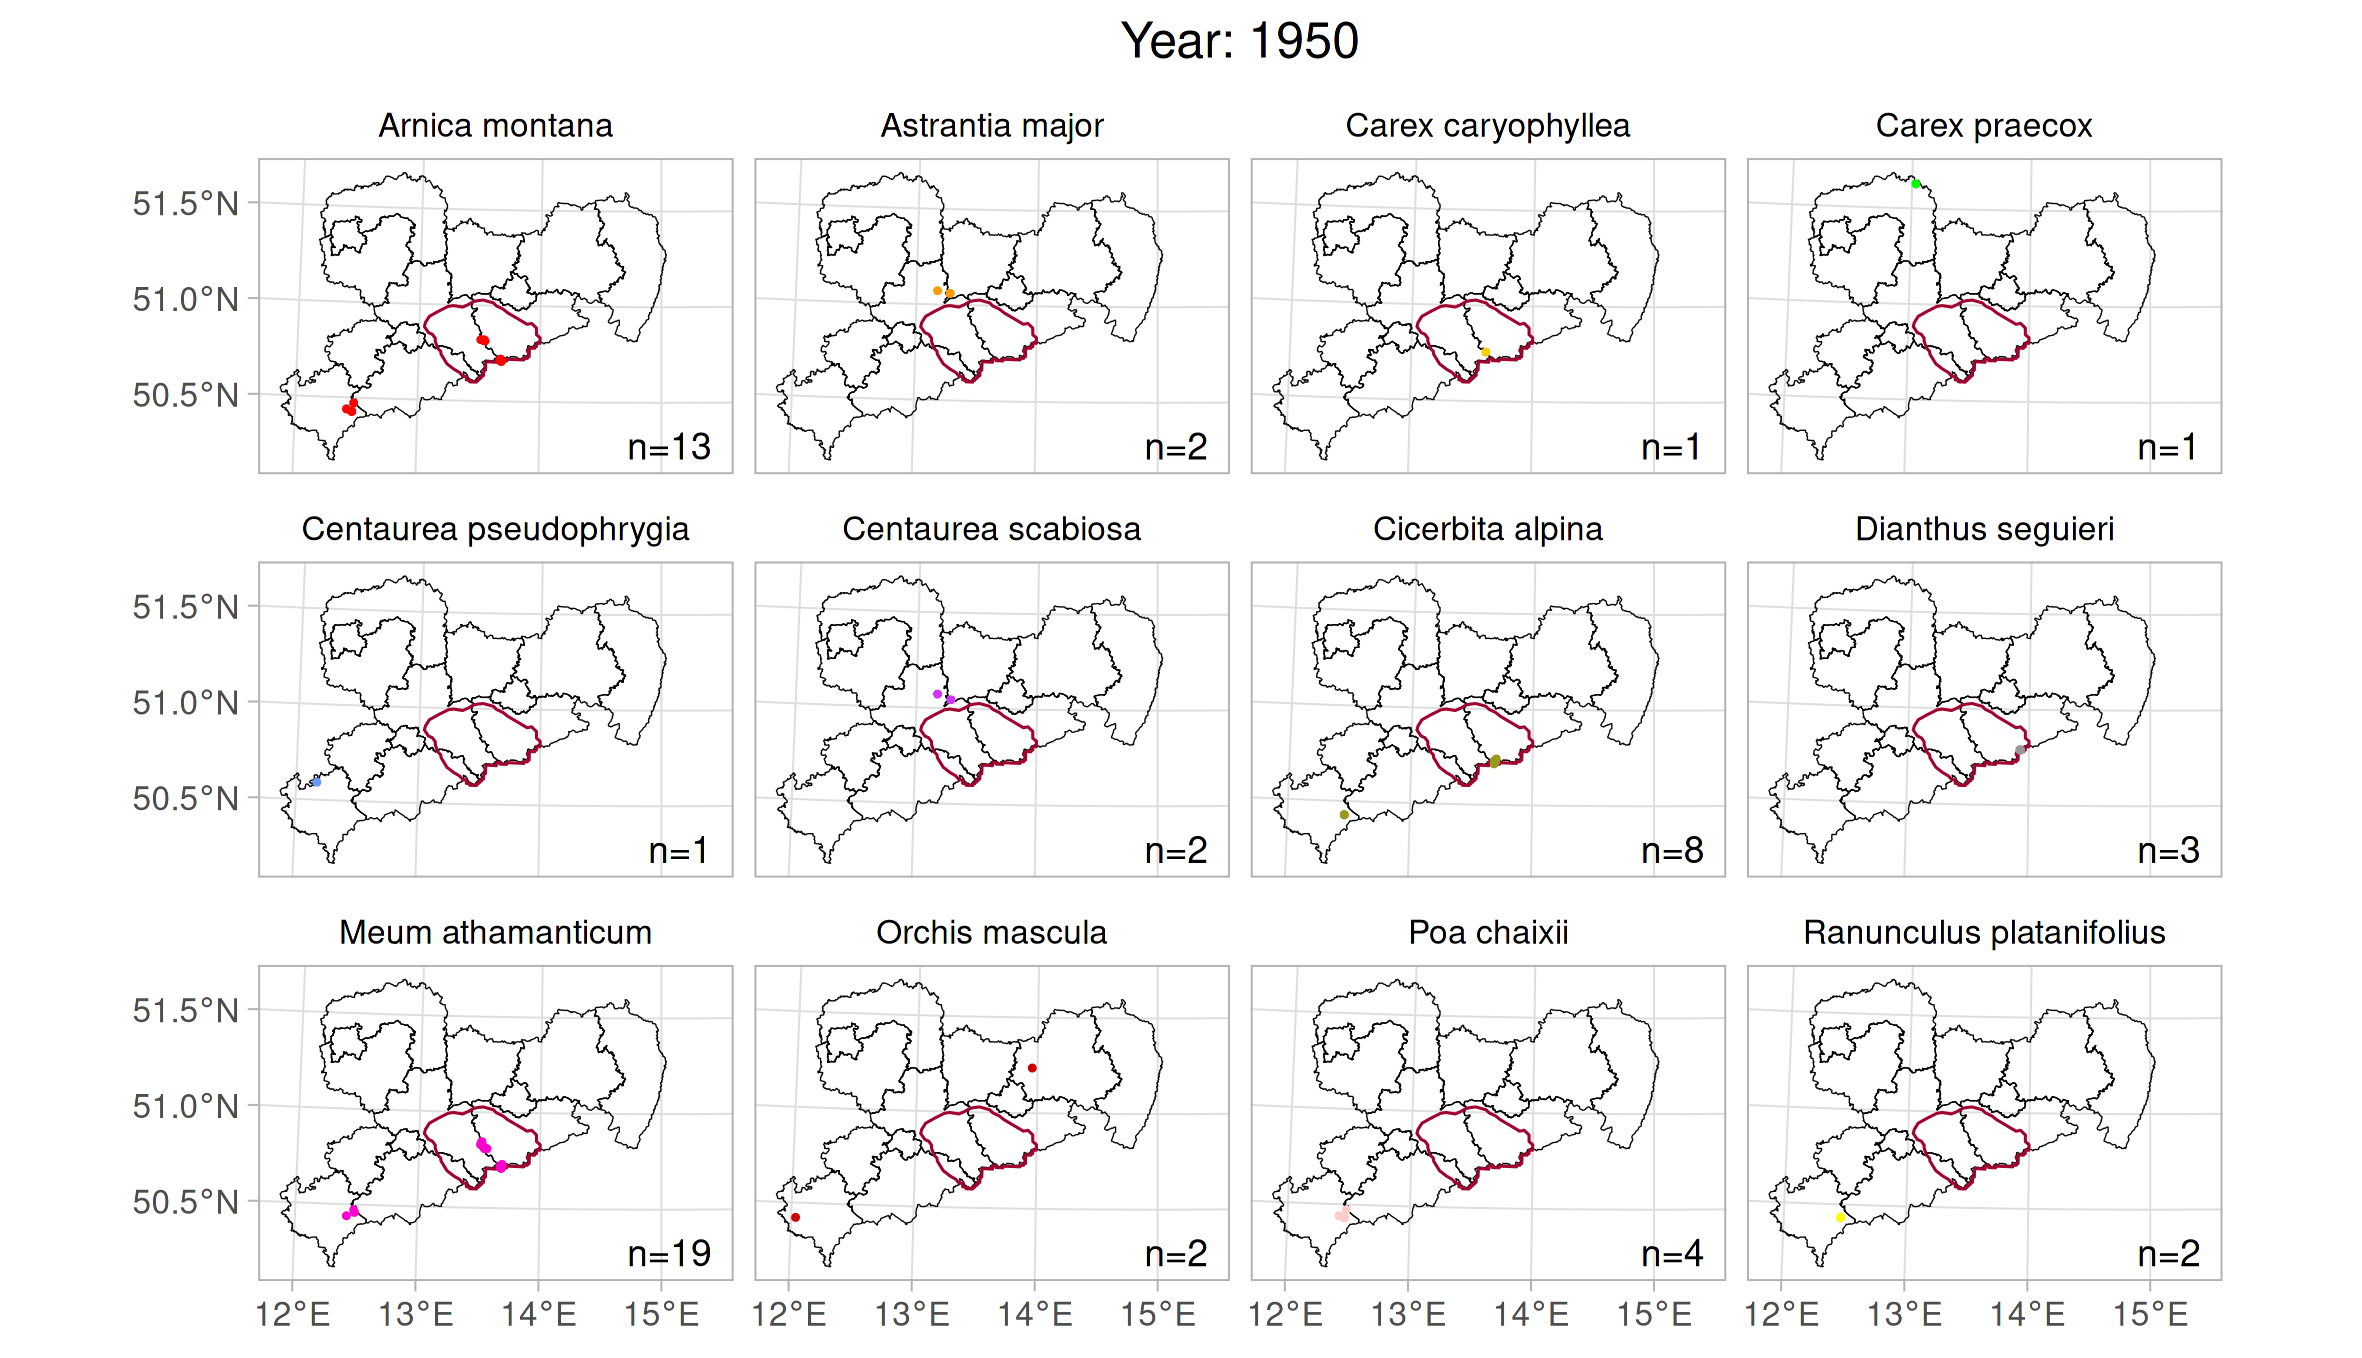 Year: 1950
Arnica montana
Astrantia major
Carex caryophyllea
Carex praecox
51.5°N
51.0°N
50.5°N
n=13
n=2
n=1
n=1
Centaurea pseudophrygia
Centaurea scabiosa
Cicerbita alpina
Dianthus seguieri
51.5°N
51.0°N
50.5°N
n=1
n=2
n=8
n=3
Meum athamanticum
Orchis mascula
Poa chaixii
Ranunculus platanifolius
51.5°N
51.0°N
50.5°N
n=19
n=2
n=4
n=2
12°E 13°E 14°E 15°E
12°E 13°E 14°E 15°E
12°E 13°E 14°E 15°E
12°E 13°E 14°E 15°E